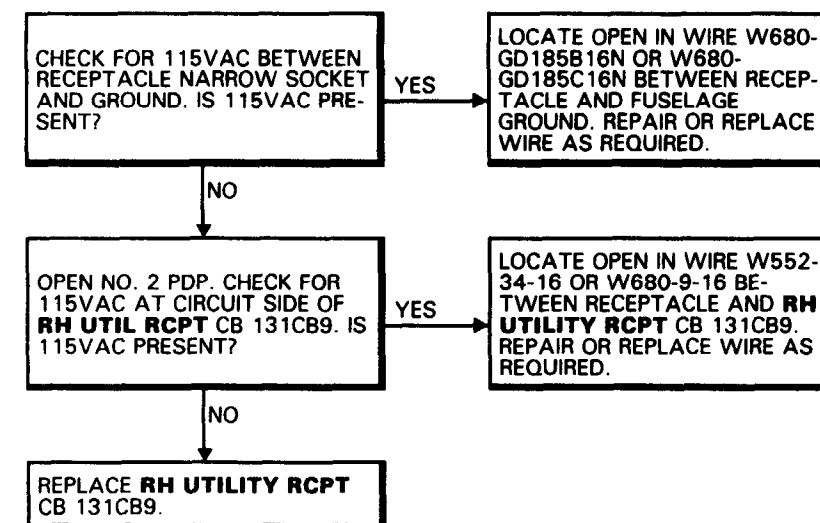 CHECK FOR 115VAC BETWEEN
RECEPTACLE NARROW SOCKET
AND GROUND. IS 115VAC PRE-
SENT?
YES
LOCATE OPEN IN WIRE W680-
GD185B16N OR W680-
GD185C16N BETWEEN RECEP-
TACLE AND FUSELAGE
GROUND. REPAIR OR REPLACE
WIRE AS REQUIRED.
NO
OPEN NO. 2 PDP. CHECK FOR
115VAC AT CIRCUIT SIDE OF
RH UTIL RCPT CB 131CB9. IS
115VAC PRESENT?
YES
LOCATE OPEN IN WIRE W552-
34-16 OR W680-9-16 BE-
TWEEN RECEPTACLE AND RH
UTILITY RCPT CB 131CB9.
REPAIR OR REPLACE WIRE AS
REQUIRED.
NO
REPLACE RH UTILITY RCPT
CB 131CB9.